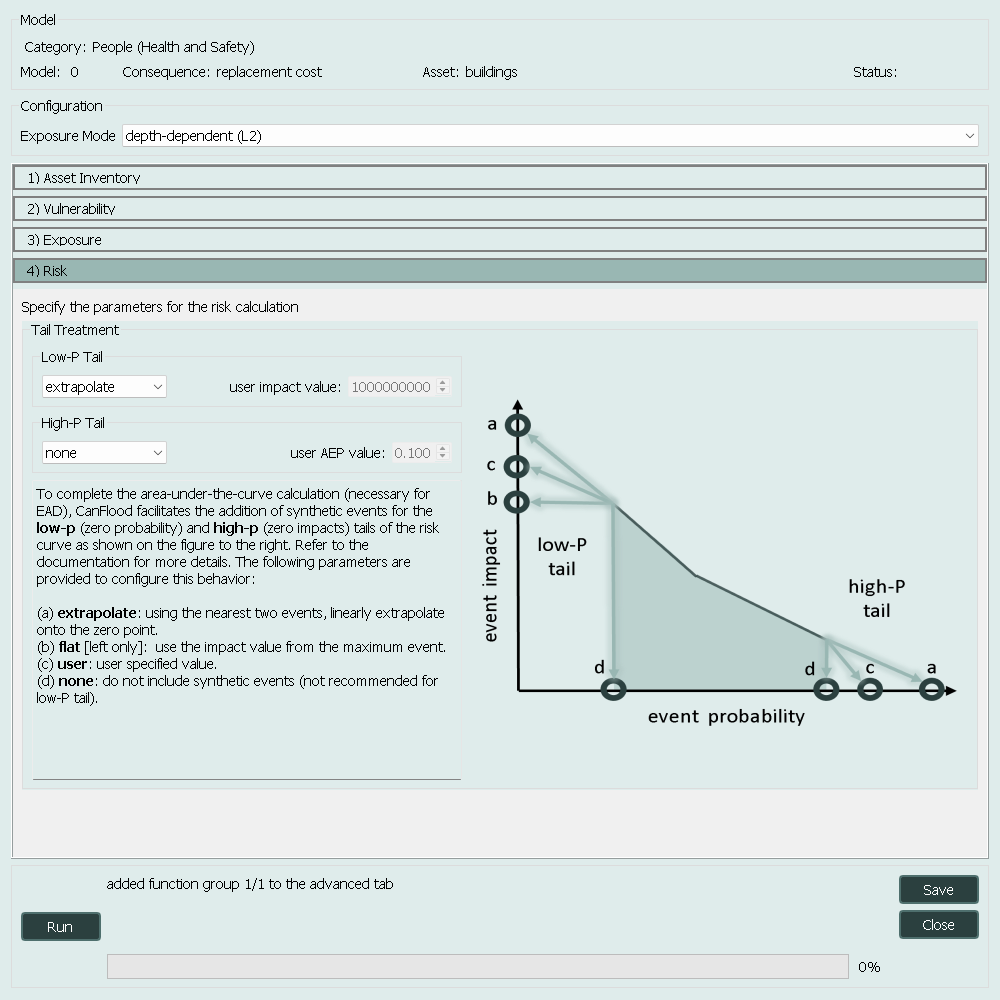 Model
Category: People (Health and Safety)
Model: 0 Consequence: replacement cost Asset: buildings Status:
Configuration
Exposure Mode depth-dependent (L2)
1) Asset Inventory
2) Vulnerability
3) Exposure
4) Risk
Specify the parameters for the risk calculation
Tail Treatment
Low-P Tail
extrapolate user impact value: 1000000000
High-P Tail
none user AEP value: 0.100
To complete the area-under-the-curve calculation (necessary for
EAD), CanFlood facilitates the addition of synthetic events for the
low-p (zero probability) and high-p (zero impacts) tails of the risk
curve as shown on the figure to the right. Refer to the
documentation for more details. The following parameters are
provided to configure this behavior:
(a) extrapolate: using the nearest two events, linearly extrapolate
onto the zero point.
(b) flat [left only]: use the impact value from the maximum event.
(c) user: user specified value.
(d) none: do not include synthetic events (not recommended for
low-P tail).
a
c
b
event impact
low-P
tail
high-P
tail
d
d
c
a
event probability
added function group 1/1 to the advanced tab
Save
Run
Close
0%